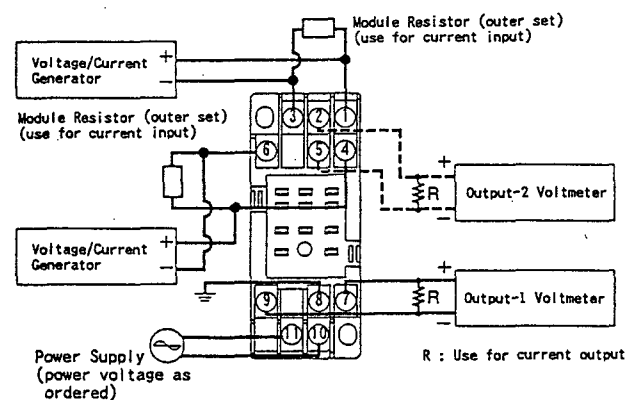 Module Resistor (outer set)
(use for current input)
Voltage/Current
Generator
+
−
Module Resistor (outer set)
(use for current input)
3
2
1
6
5
4
+
R
Output-2 Voltmeter
−
Voltage/Current
Generator
+
−
9
8
7
+
R
Output-1 Voltmeter
−
11
10
Power Supply
(power voltage as
ordered)
R : Use for current output